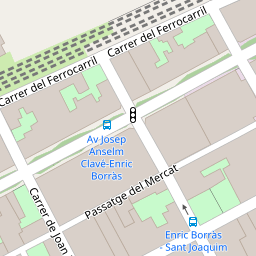 Carrer del Ferrocarril
Carrer del Ferrocarril
Av Josep
Anselm
Clavé-Enric
Borràs
Passatge del Mercat
Carrer de Joan
Enric Borràs
- Sant Joaquim